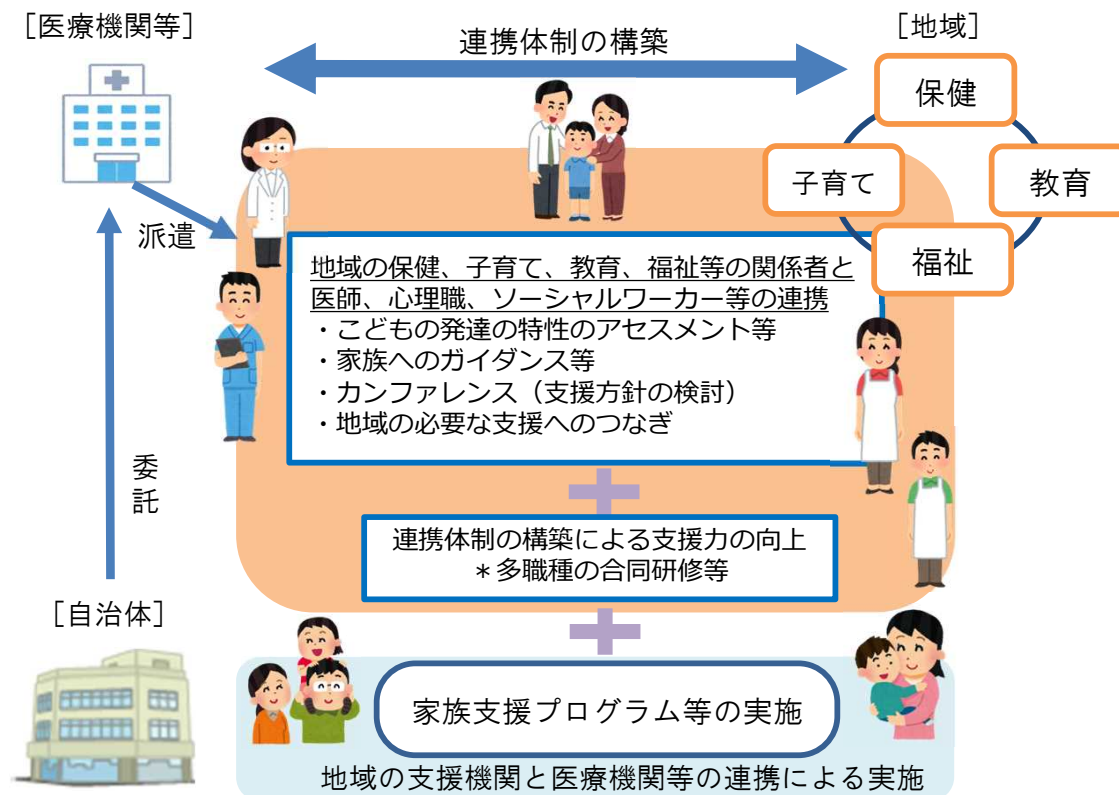 ［医療機関等］
連携体制の構築
［地域］
保健
子育て
教育
福祉
派遣
地域の保健、子育て、教育、福祉等の関係者と
医師、心理職、ソーシャルワーカー等の連携
・こどもの発達の特性のアセスメント等
・家族へのガイダンス等
・カンファレンス（支援方針の検討）
・地域の必要な支援へのつなぎ
委託
連携体制の構築による支援力の向上
＊多職種の合同研修等
［自治体］
家族支援プログラム等の実施
地域の支援機関と医療機関等の連携による実施